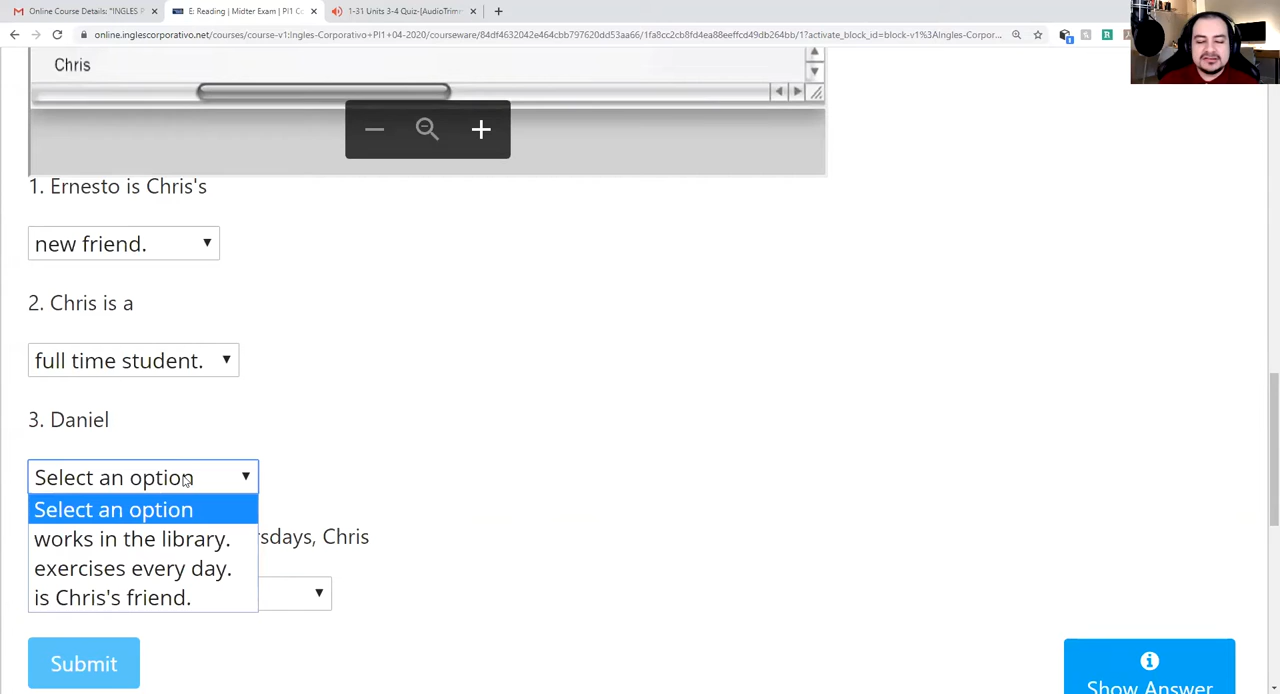 Online Course Details: "INGLES P
E: Reading | Midter Exam | PI1 Co
1-31 Units 3-4 Quiz-[AudioTrimm
online.inglescorporativo.net/courses/course-v1:Ingles-Corporativo+PI1+04-2020/courseware/84df4632042e464cbb797620dd53aa66/1fa8cc2cb8fd4ea88eeffcd49db264bb/1?activate_block_id=block-v1%3AIngles-Corpor...
Chris
1. Ernesto is Chris's
new friend.
2. Chris is a
full time student.
3. Daniel
Select an option
Select an option
works in the library.
exercises every day.
is Chris's friend.
rsdays, Chris
Submit
Show Answer